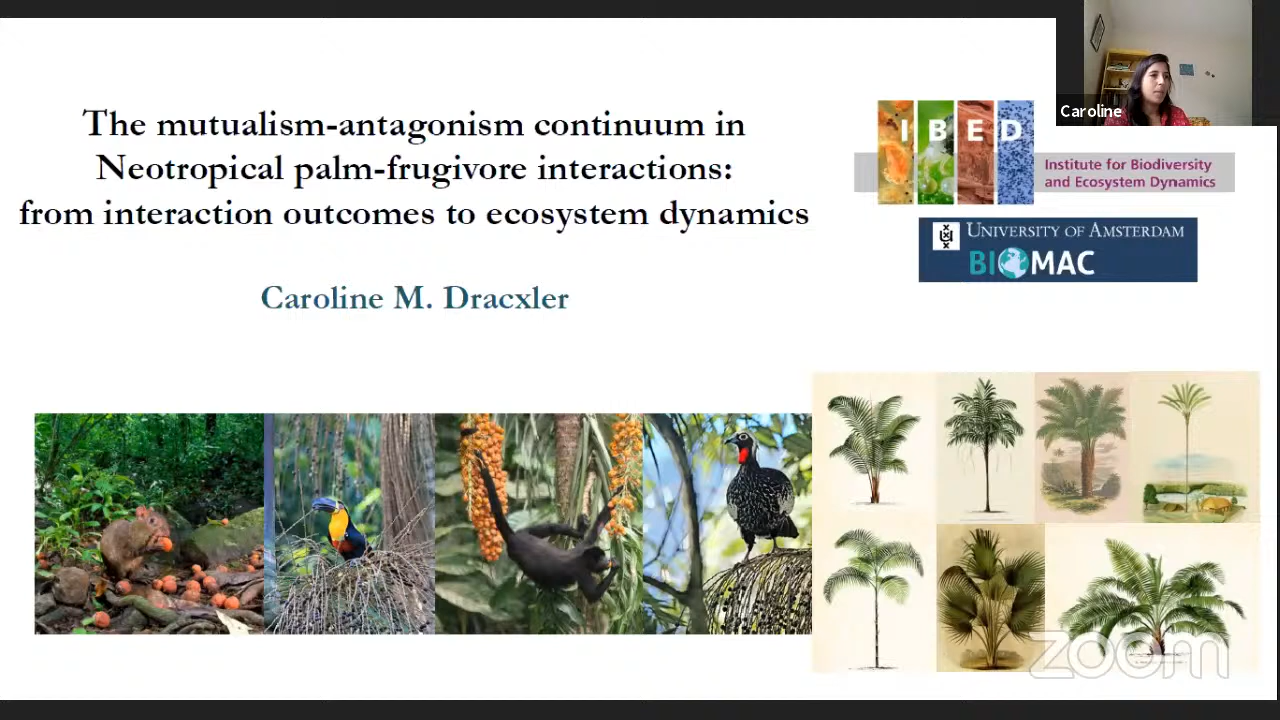 The mutualism-antagonism continuum in
Neotropical palm-frugivore interactions:
from interaction outcomes to ecosystem dynamics
Caroline M. Dracxler
Caroline
IBED
Institute for Biodiversity
and Ecosystem Dynamics
UNIVERSITY OF AMSTERDAM
BIOMAC
zoom